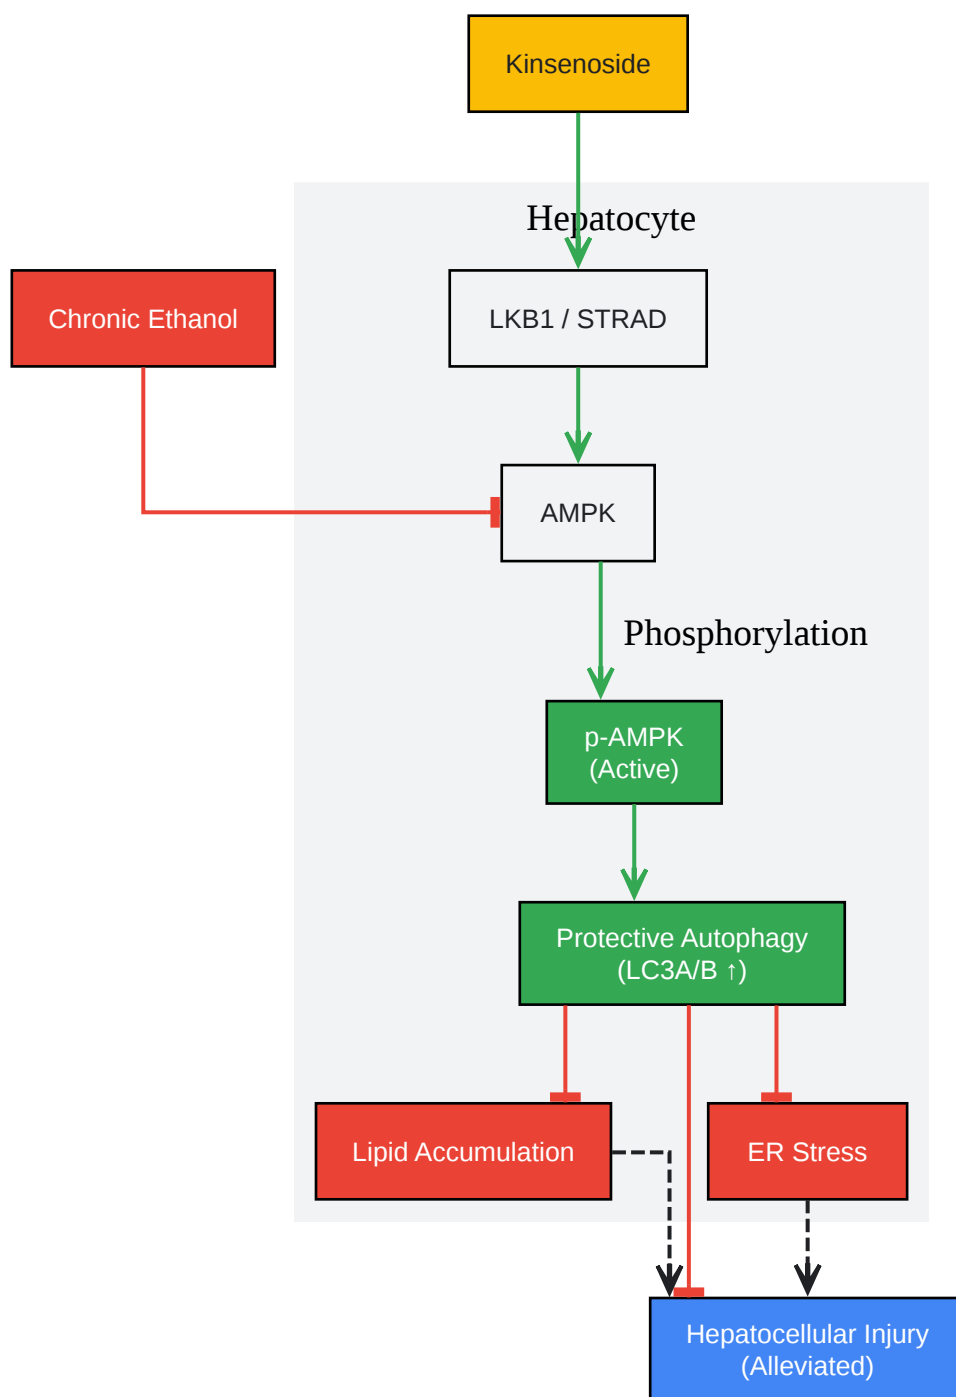 Kinsenoside
Hepatocyte
Chronic Ethanol
LKB1 / STRAD
AMPK
Phosphorylation
p-AMPK
(Active)
Protective Autophagy
(LC3A/B ↑)
Lipid Accumulation
ER Stress
Hepatocellular Injury
(Alleviated)